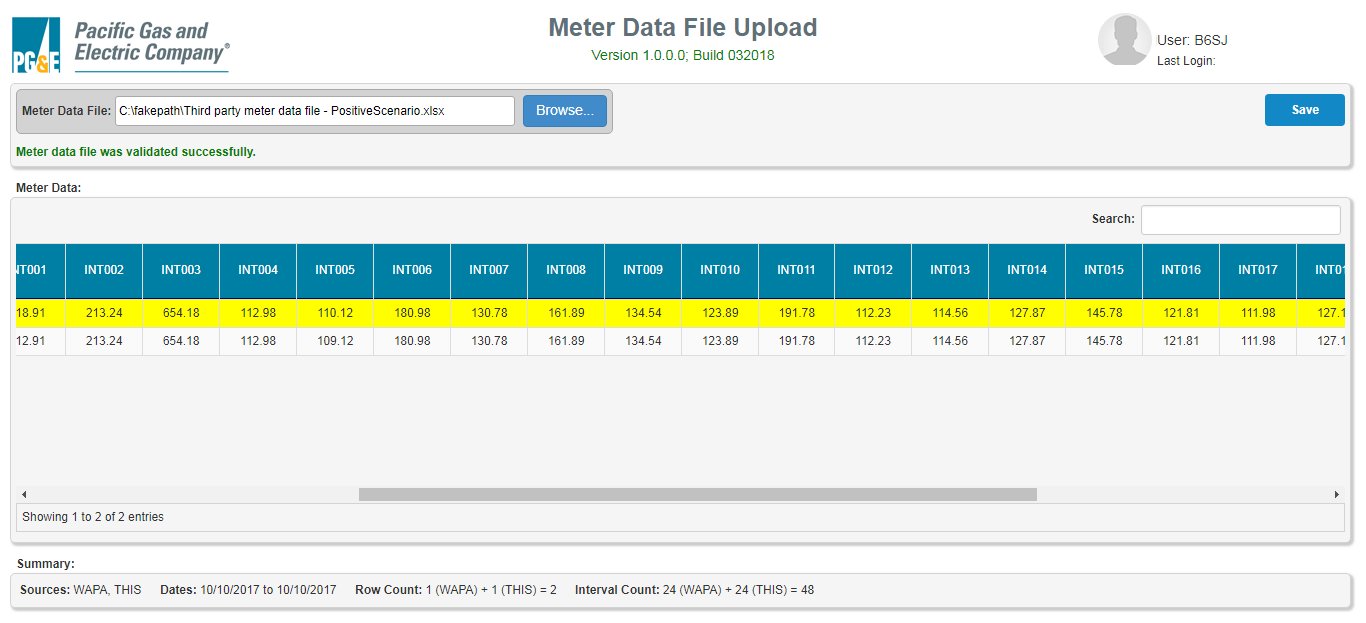 PG&E
Pacific Gas and
Electric Company®
Meter Data File Upload
Version 1.0.0.0; Build 032018
User: B6SJ
Last Login:
Meter Data File: C:\fakepath\Third party meter data file - PositiveScenario.xlsx Browse... Save
Meter data file was validated successfully.
Meter Data:
Search:
INT002 INT003 INT004 INT005 INT006 INT007 INT008 INT009 INT010 INT011 INT012 INT013 INT014 INT015 INT016 INT017
18.91 213.24 654.18 112.98 110.12 180.98 130.78 161.89 134.54 123.89 191.78 112.23 114.56 127.87 145.78 121.81 111.98 127.1
12.91 213.24 654.18 112.98 109.12 180.98 130.78 161.89 134.54 123.89 191.78 112.23 114.56 127.87 145.78 121.81 111.98 127.1
Showing 1 to 2 of 2 entries
Summary:
Sources: WAPA, THIS Dates: 10/10/2017 to 10/10/2017 Row Count: 1 (WAPA) + 1 (THIS) = 2 Interval Count: 24 (WAPA) + 24 (THIS) = 48